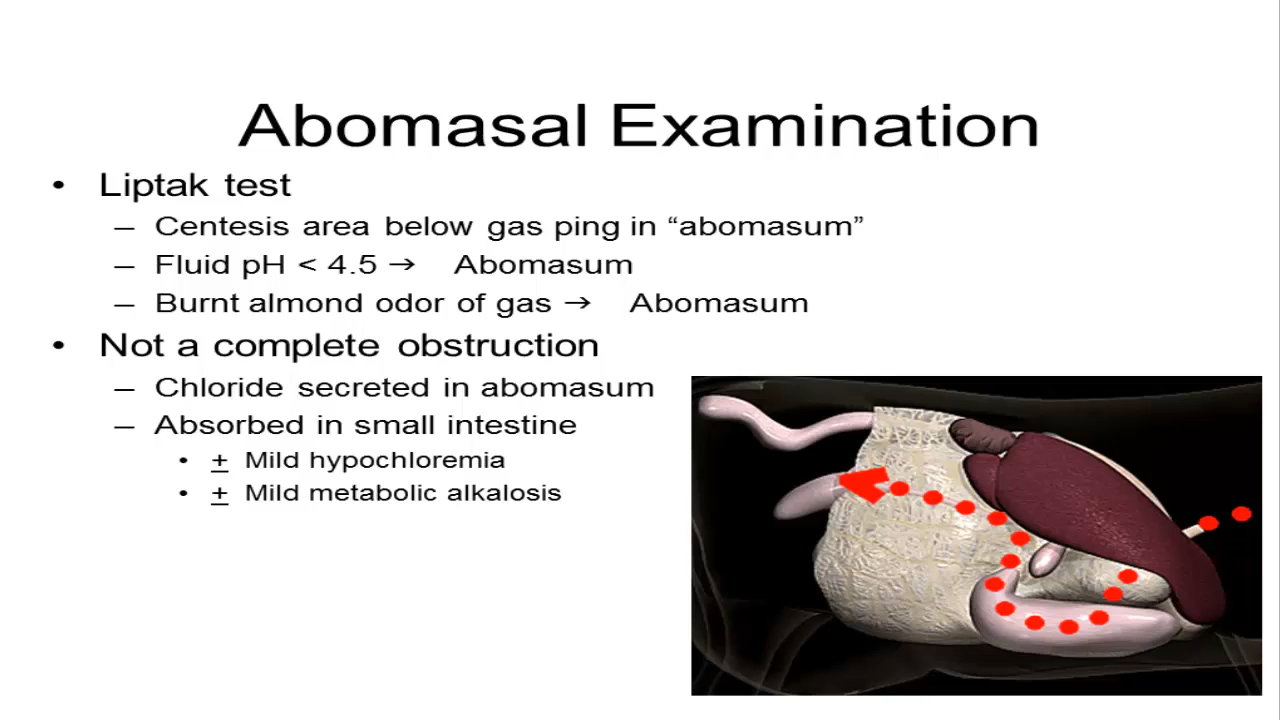 Abomasal Examination
• Liptak test
– Centesis area below gas ping in “abomasum”
– Fluid pH < 4.5 → Abomasum
– Burnt almond odor of gas → Abomasum
• Not a complete obstruction
– Chloride secreted in abomasum
– Absorbed in small intestine
• ± Mild hypochloremia
• ± Mild metabolic alkalosis